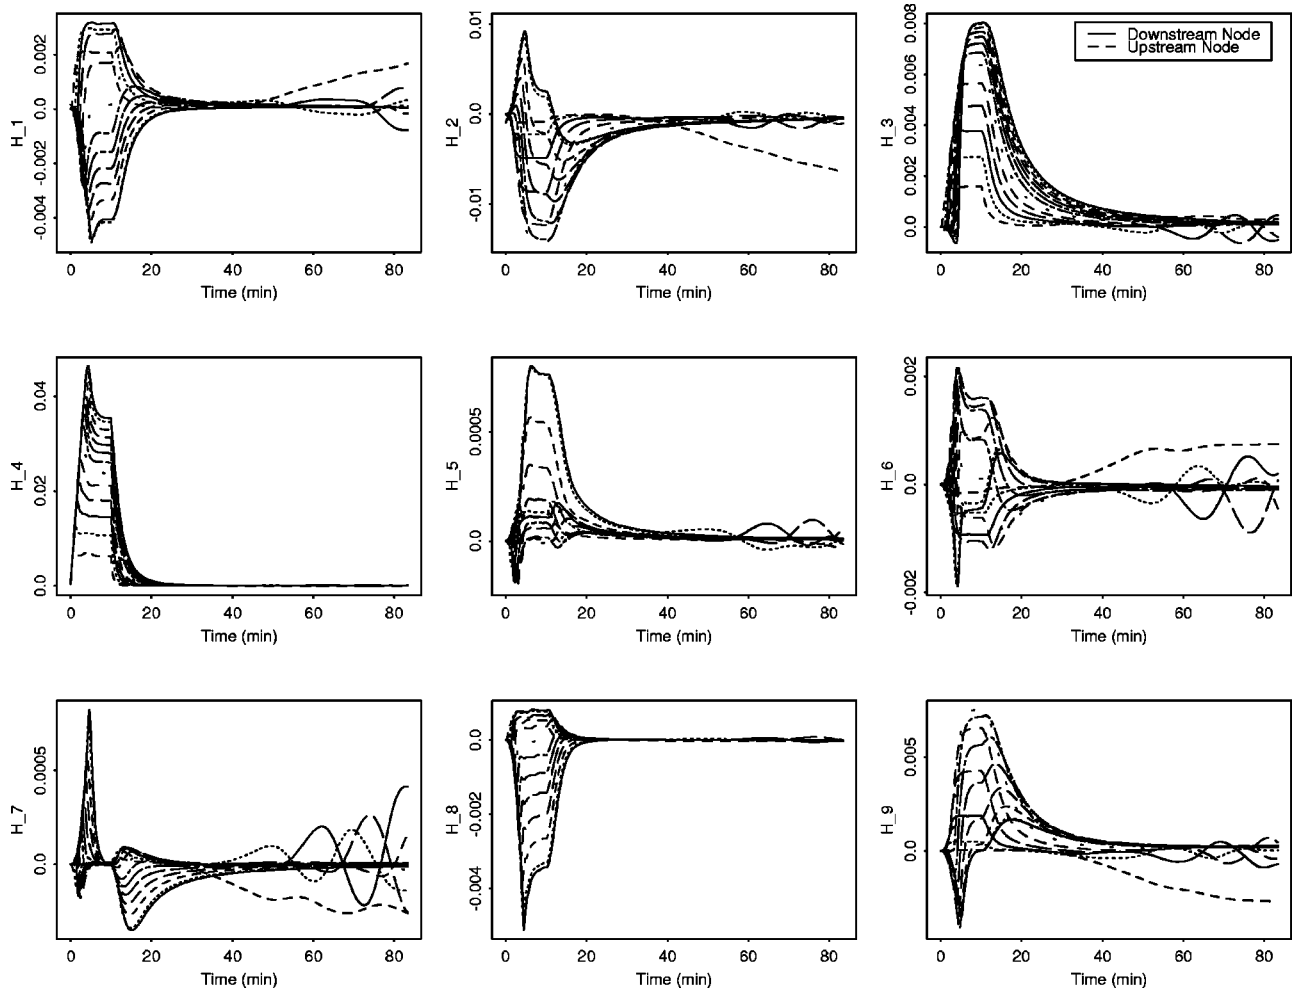 H_1
0.002
0.0
-0.002
-0.004
0 20 40 60 80
Time (min)
H_2
0.01
0.0
-0.01
0 20 40 60 80
Time (min)
H_3
0.008
0.006
0.004
0.002
0.0
Downstream Node
Upstream Node
0 20 40 60 80
Time (min)
H_4
0.04
0.02
0.0
0 20 40 60 80
Time (min)
H_5
0.0005
0.0
0 20 40 60 80
Time (min)
H_6
0.002
0.0
-0.002
0 20 40 60 80
Time (min)
H_7
0.0005
0.0
0 20 40 60 80
Time (min)
H_8
0.0
-0.002
-0.004
0 20 40 60 80
Time (min)
H_9
0.005
0.0
0 20 40 60 80
Time (min)